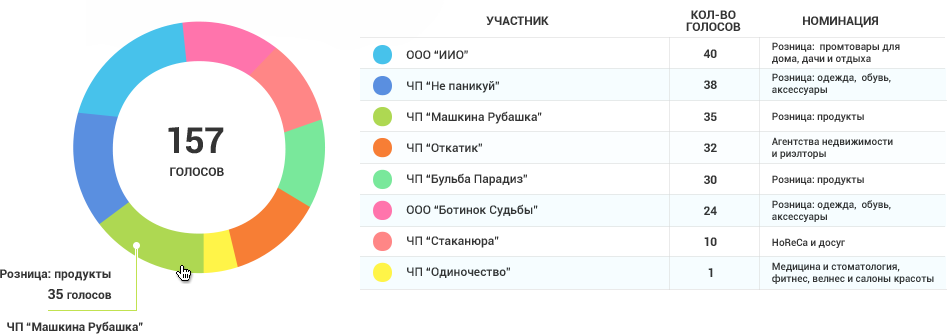 157
ГОЛОСОВ
Розница: продукты
35 голосов
ЧП “Машкина Рубашка”
УЧАСТНИК
КОЛ-ВО
ГОЛОСОВ
НОМИНАЦИЯ
ООО “ИИО”
40
Розница: промтовары для
дома, дачи и отдыха
ЧП “Не паникуй”
38
Розница: одежда, обувь,
аксессуары
ЧП “Машкина Рубашка”
35
Розница: продукты
ЧП “Откатик”
32
Агентства недвижимости
и риэлторы
ЧП “Бульба Парадиз”
30
Розница: продукты
ООО “Ботинок Судьбы”
24
Розница: одежда, обувь,
аксессуары
ЧП “Стаканюра”
10
HoReCa и досуг
ЧП “Одиночество”
1
Медицина и стоматология,
фитнес, велнес и салоны красоты